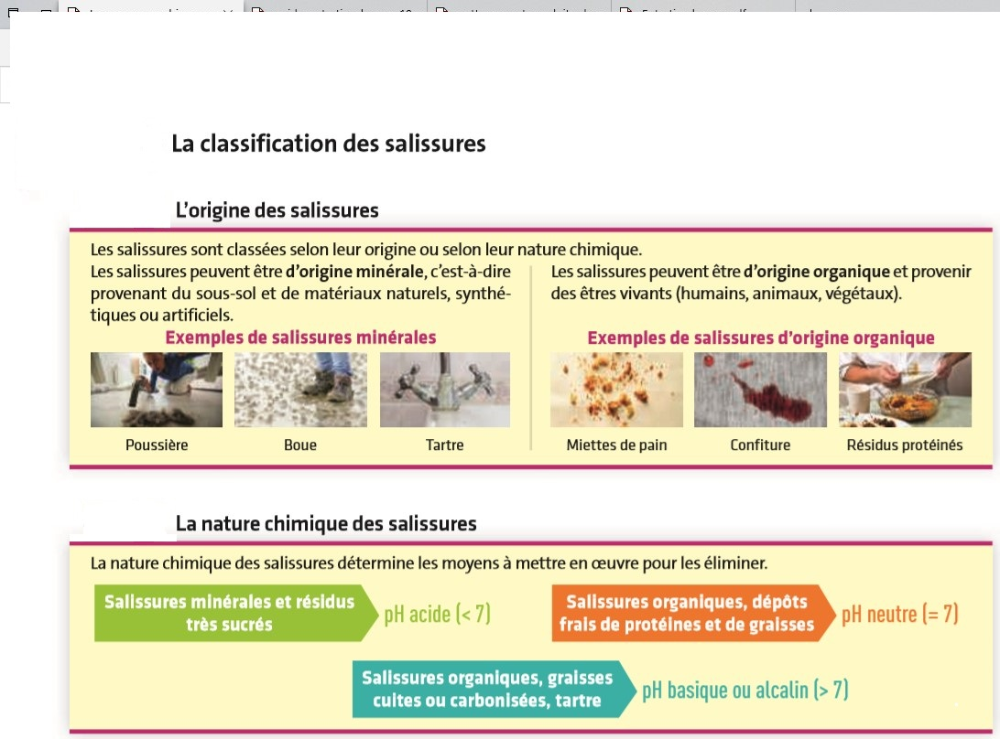 La classification des salissures
L'origine des salissures
Les salissures sont classées selon leur origine ou selon leur nature chimique.
Les salissures peuvent être d'origine minérale, c'est-à-dire
provenant du sous-sol et de matériaux naturels, synthé-
tiques ou artificiels.
Exemples de salissures minérales
Poussière
Boue
Tartre
Les salissures peuvent être d'origine organique et provenir
des êtres vivants (humains, animaux, végétaux).
Exemples de salissures d'origine organique
Miettes de pain
Confiture
Résidus protéinés
La nature chimique des salissures
La nature chimique des salissures détermine les moyens à mettre en œuvre pour les éliminer.
Salissures minérales et résidus
très sucrés
pH acide (< 7)
Salissures organiques, dépôts
frais de protéines et de graisses
pH neutre (= 7)
Salissures organiques, graisses
cuites ou carbonisées, tartre
pH basique ou alcalin (> 7)